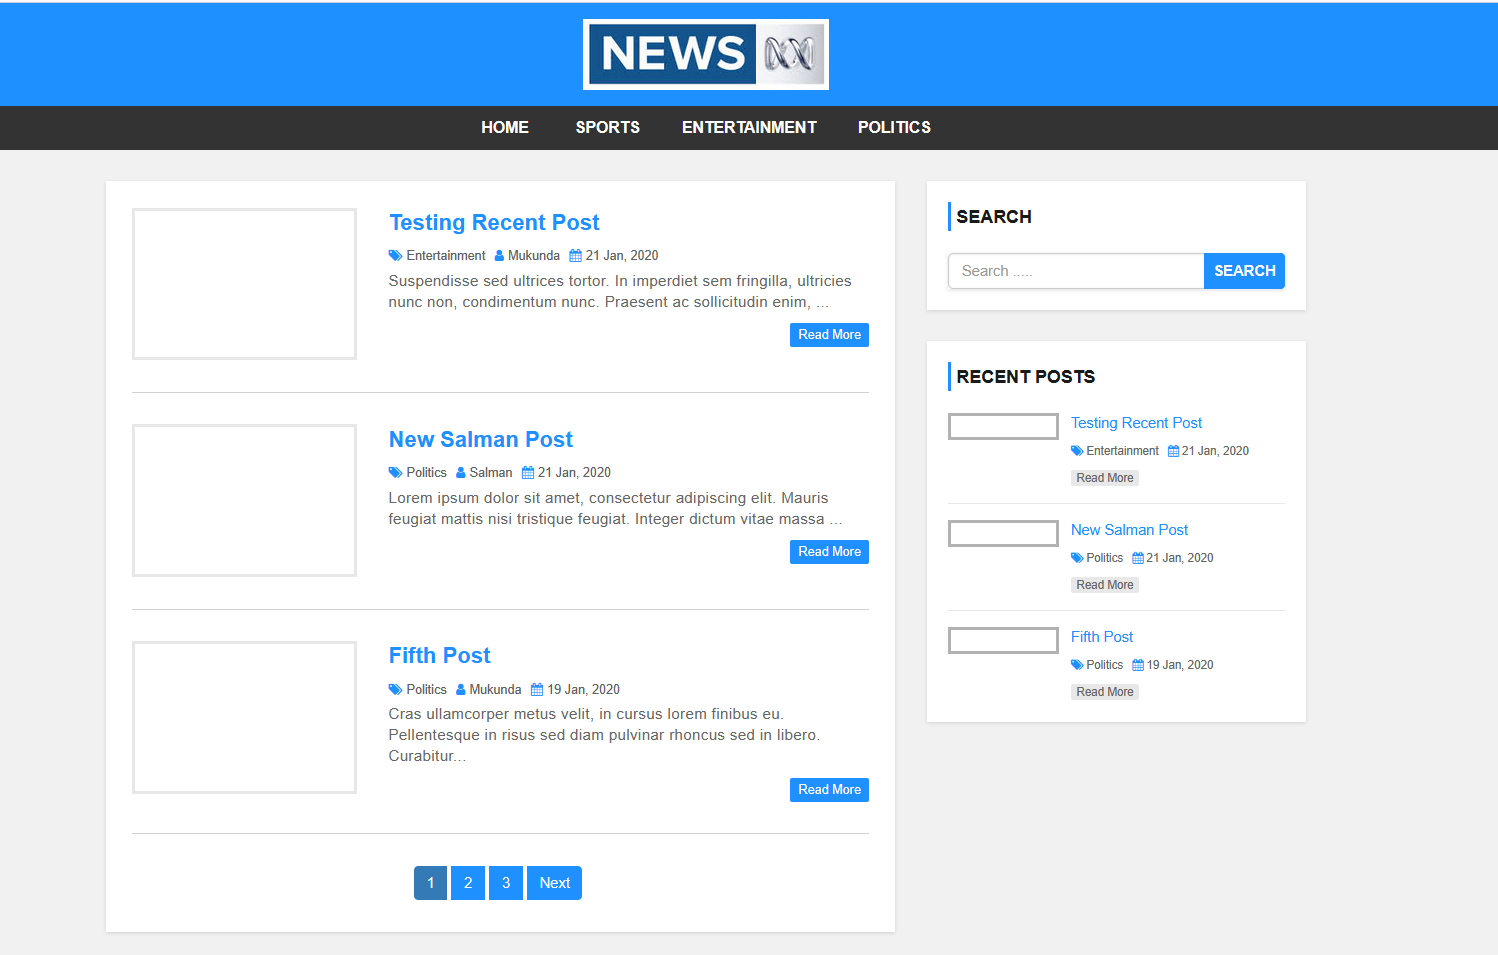 NEWS
HOME SPORTS ENTERTAINMENT POLITICS
Testing Recent Post
Entertainment Mukunda 21 Jan, 2020
Suspendisse sed ultrices tortor. In imperdiet sem fringilla, ultricies
nunc non, condimentum nunc. Praesent ac sollicitudin enim, ...
Read More
New Salman Post
Politics Salman 21 Jan, 2020
Lorem ipsum dolor sit amet, consectetur adipiscing elit. Mauris
feugiat mattis nisi tristique feugiat. Integer dictum vitae massa ...
Read More
Fifth Post
Politics Mukunda 19 Jan, 2020
Cras ullamcorper metus velit, in cursus lorem finibus eu.
Pellentesque in risus sed diam pulvinar rhoncus sed in libero.
Curabitur...
Read More
1 2 3 Next
SEARCH
Search ..... SEARCH
RECENT POSTS
Testing Recent Post
Entertainment 21 Jan, 2020
Read More
New Salman Post
Politics 21 Jan, 2020
Read More
Fifth Post
Politics 19 Jan, 2020
Read More